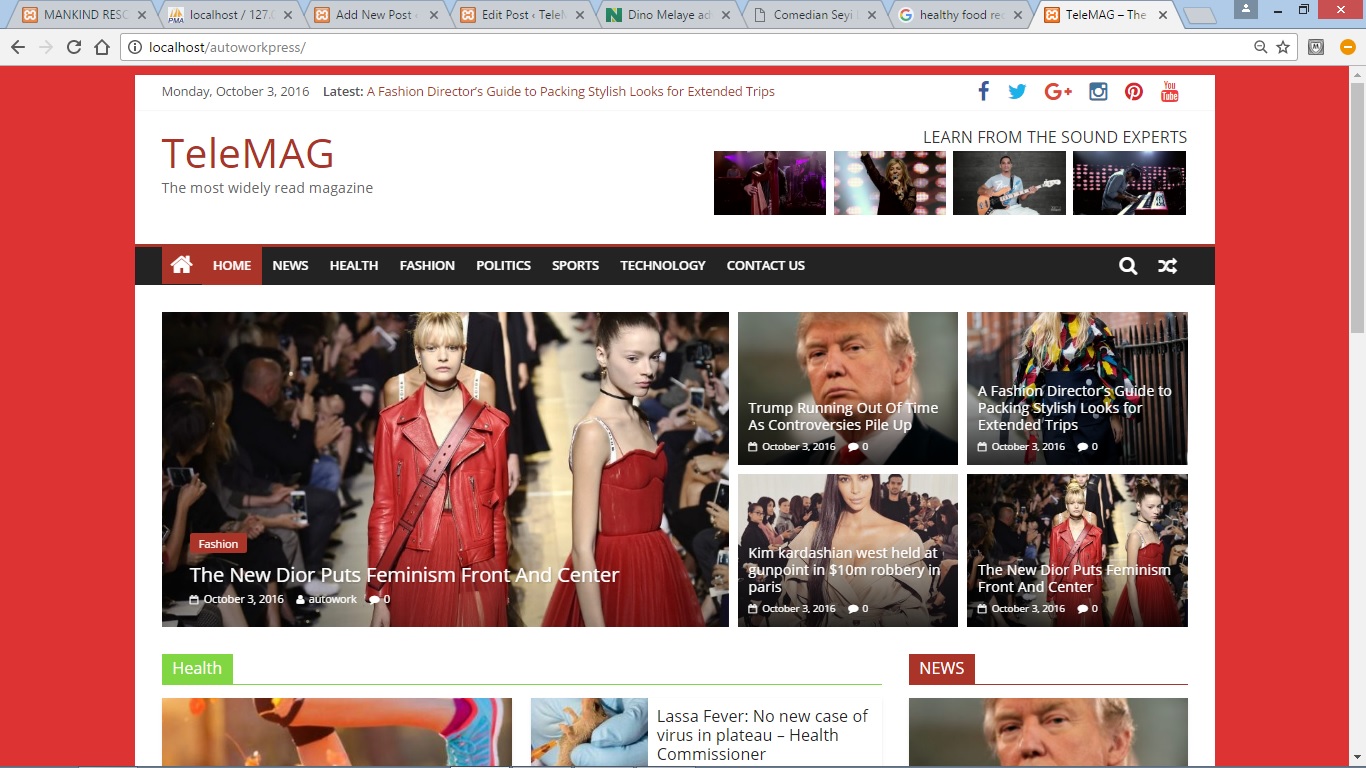 MANKIND RESC
localhost / 127.0
Add New Post ‹
Edit Post ‹ TeleM
Dino Melaye ad
Comedian Seyi
healthy food rec
TeleMAG – The
localhost/autoworkpress/
Monday, October 3, 2016 Latest: A Fashion Director's Guide to Packing Stylish Looks for Extended Trips
You
Tube
LEARN FROM THE SOUND EXPERTS
TeleMAG
The most widely read magazine
HOME NEWS HEALTH FASHION POLITICS SPORTS TECHNOLOGY CONTACT US
Fashion
The New Dior Puts Feminism Front And Center
October 3, 2016 autowork 0
Trump Running Out Of Time
As Controversies Pile Up
October 3, 2016 0
A Fashion Director's Guide to
Packing Stylish Looks for
Extended Trips
October 3, 2016 0
Kim kardashian west held at
gunpoint in $10m robbery in
paris
October 3, 2016 0
The New Dior Puts Feminism
Front And Center
October 3, 2016 0
Health
NEWS
Lassa Fever: No new case of
virus in plateau – Health
Commissioner